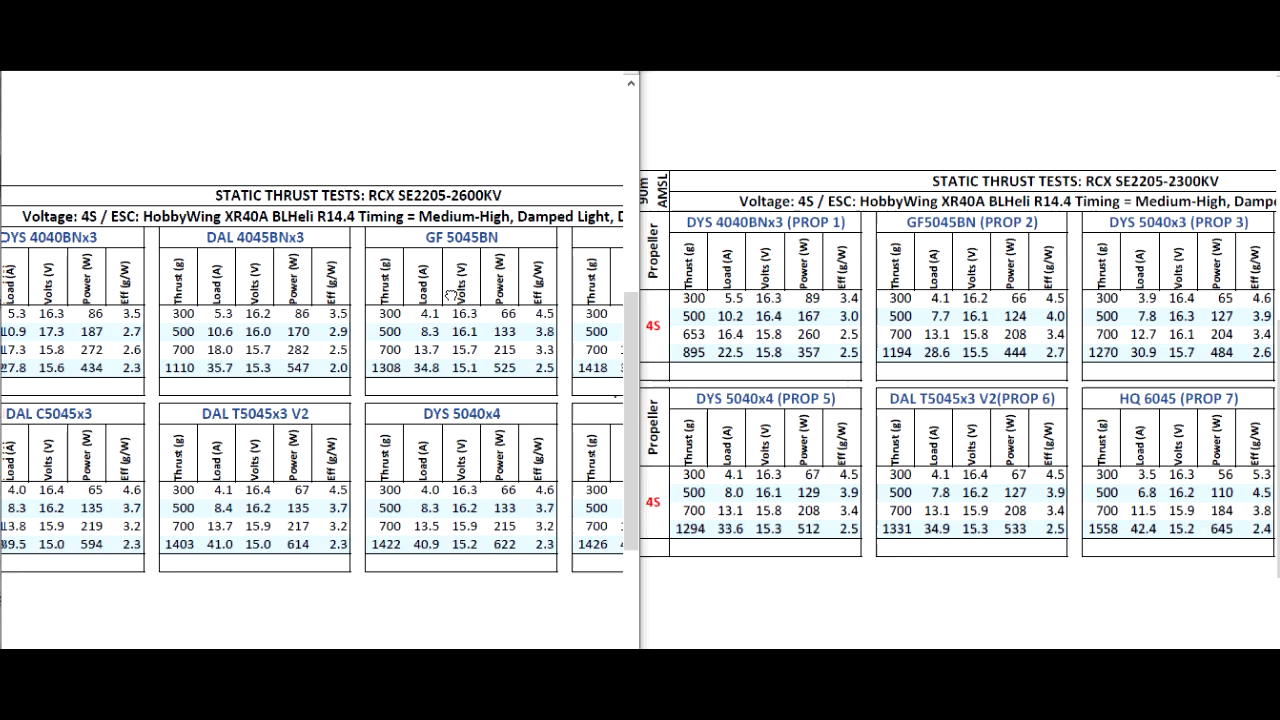 STATIC THRUST TESTS: RCX SE2205-2600KV
Voltage: 4S / ESC: HobbyWing XR40A BLHeli R14.4 Timing = Medium-High, Damped Light,
DYS 4040BNx3 DAL 4045BNx3 GF 5045BN
Load (A) Volts (V) Power (W) Eff (g/W) Thrust (g) Load (A) Volts (V) Power (W) Eff (g/W) Thrust (g) Load (A) Volts (V) Power (W) Eff (g/W) Thrust (g)
5.3 16.3 86 3.5 300 5.3 16.2 86 3.5 300 4.1 16.3 66 4.5 300
10.9 17.3 187 2.7 500 10.6 16.0 170 2.9 500 8.3 16.1 133 3.8 500
17.3 15.8 272 2.6 700 18.0 15.7 282 2.5 700 13.7 15.7 215 3.3 700
27.8 15.6 434 2.3 1110 35.7 15.3 547 2.0 1308 34.8 15.1 525 2.5 1418
DAL C5045x3 DAL T5045x3 V2 DYS 5040x4
Load (A) Volts (V) Power (W) Eff (g/W) Thrust (g) Load (A) Volts (V) Power (W) Eff (g/W) Thrust (g) Load (A) Volts (V) Power (W) Eff (g/W) Thrust (g)
4.0 16.4 65 4.6 300 4.1 16.4 67 4.5 300 4.0 16.3 66 4.6 300
8.3 16.2 135 3.7 500 8.4 16.2 135 3.7 500 8.3 16.2 133 3.7 500
13.8 15.9 219 3.2 700 13.7 15.9 217 3.2 700 13.5 15.9 215 3.2 700
39.5 15.0 594 2.3 1403 41.0 15.0 614 2.3 1422 40.9 15.2 622 2.3 1426
90m AMSL
STATIC THRUST TESTS: RCX SE2205-2300KV
Voltage: 4S / ESC: HobbyWing XR40A BLHeli R14.4 Timing = Medium-High, Damp
Propeller DYS 4040BNx3 (PROP 1) GF5045BN (PROP 2) DYS 5040x3 (PROP 3)
Thrust (g) Load (A) Volts (V) Power (W) Eff (g/W) Thrust (g) Load (A) Volts (V) Power (W) Eff (g/W) Thrust (g) Load (A) Volts (V) Power (W) Eff (g/W)
300 5.5 16.3 89 3.4 300 4.1 16.2 66 4.5 300 3.9 16.4 65 4.6
500 10.2 16.4 167 3.0 500 7.7 16.1 124 4.0 500 7.8 16.3 127 3.9
4S 653 16.4 15.8 260 2.5 700 13.1 15.8 208 3.4 700 12.7 16.1 204 3.4
895 22.5 15.8 357 2.5 1194 28.6 15.5 444 2.7 1270 30.9 15.7 484 2.6
Propeller DYS 5040x4 (PROP 5) DAL T5045x3 V2(PROP 6) HQ 6045 (PROP 7)
Thrust (g) Load (A) Volts (V) Power (W) Eff (g/W) Thrust (g) Load (A) Volts (V) Power (W) Eff (g/W) Thrust (g) Load (A) Volts (V) Power (W) Eff (g/W)
300 4.1 16.3 67 4.5 300 4.1 16.4 67 4.5 300 3.5 16.3 56 5.3
500 8.0 16.1 129 3.9 500 7.8 16.2 127 3.9 500 6.8 16.2 110 4.5
4S 700 13.1 15.8 208 3.4 700 13.1 15.9 208 3.4 700 11.5 15.9 184 3.8
1294 33.6 15.3 512 2.5 1331 34.9 15.3 533 2.5 1558 42.4 15.2 645 2.4